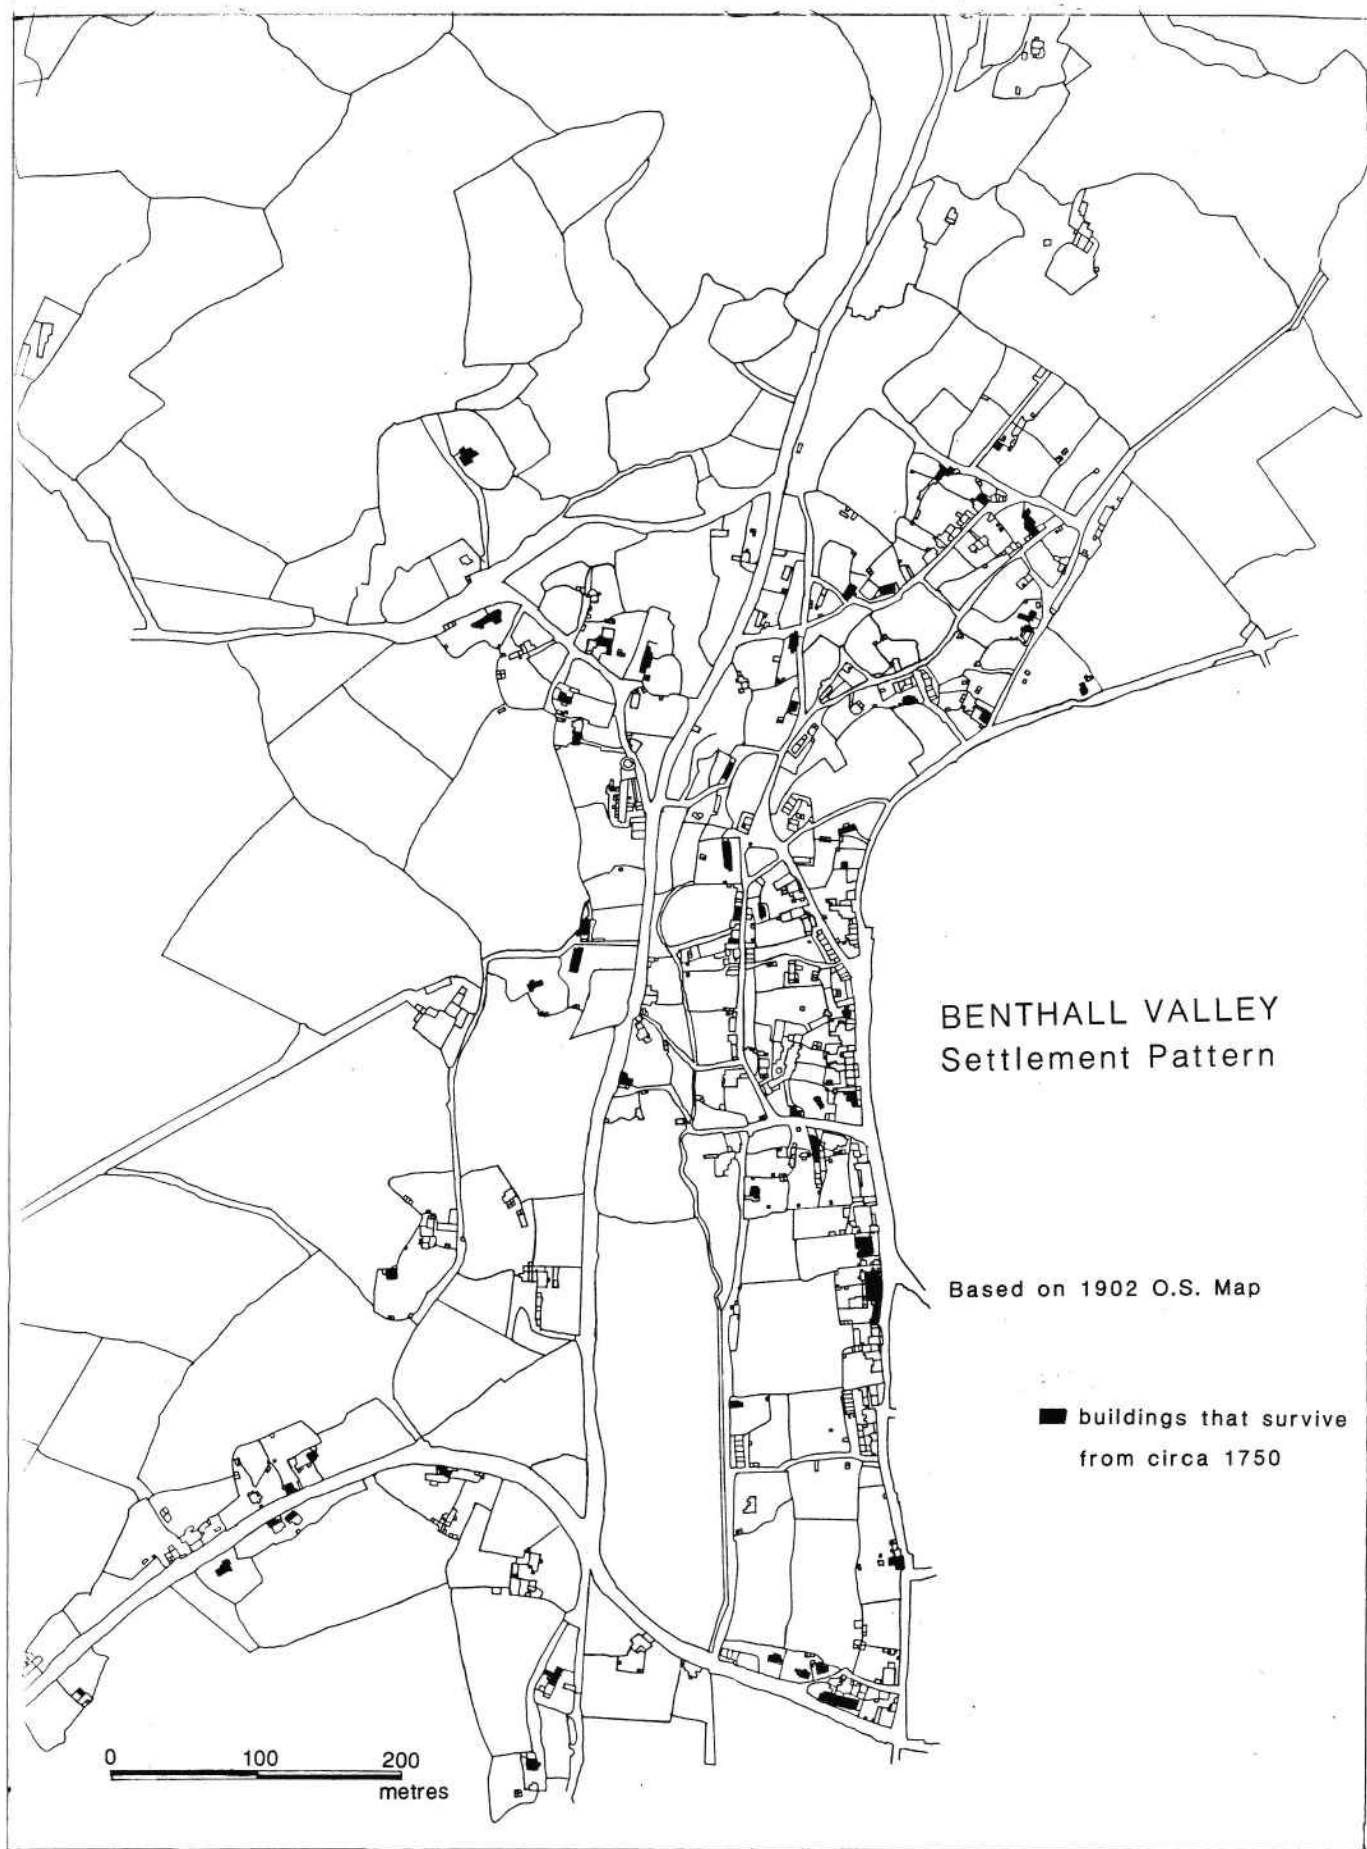 BENTHALL VALLEY
Settlement Pattern
Based on 1902 O.S. Map
buildings that survive
from circa 1750
0 100 200
metres